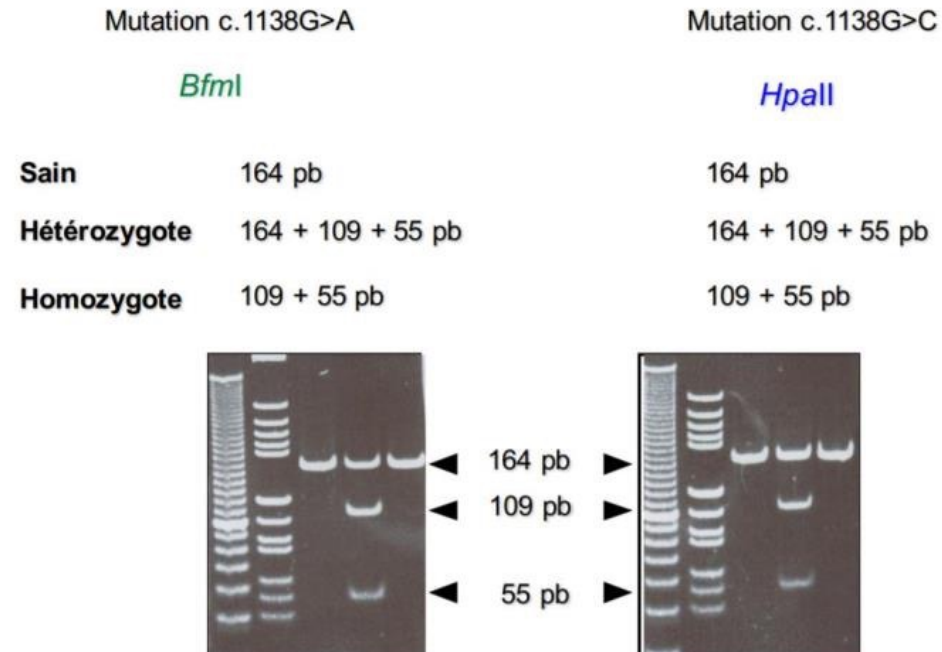 Mutation c.1138G>A
Mutation c.1138G>C
BfmI
HpaII
Sain 164 pb 164 pb
Hétérozygote 164 + 109 + 55 pb 164 + 109 + 55 pb
Homozygote 109 + 55 pb 109 + 55 pb
164 pb
109 pb
55 pb